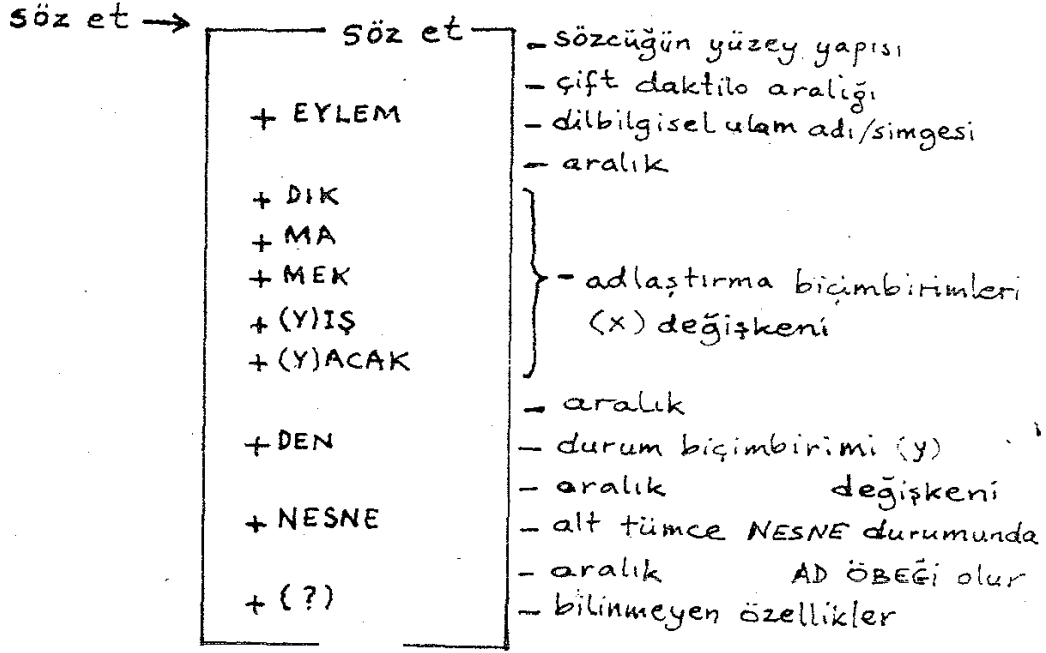 söz et →
söz et - sözcüğün yüzey yapısı
- çift daktilo aralığı
+ EYLEM - dilbilgisel ulam adı/simgesi
- aralık
+ DIK
+ MA
+ MEK - adlaştırma biçimbirimleri
+ (Y)IŞ (x) değişkeni
+ (Y)ACAK
- aralık
+ DEN - durum biçimbirimi (y)
- aralık değişkeni
+ NESNE - alt tümce NESNE durumunda
- aralık AD ÖBEĞİ olur
+ (?) - bilinmeyen özellikler